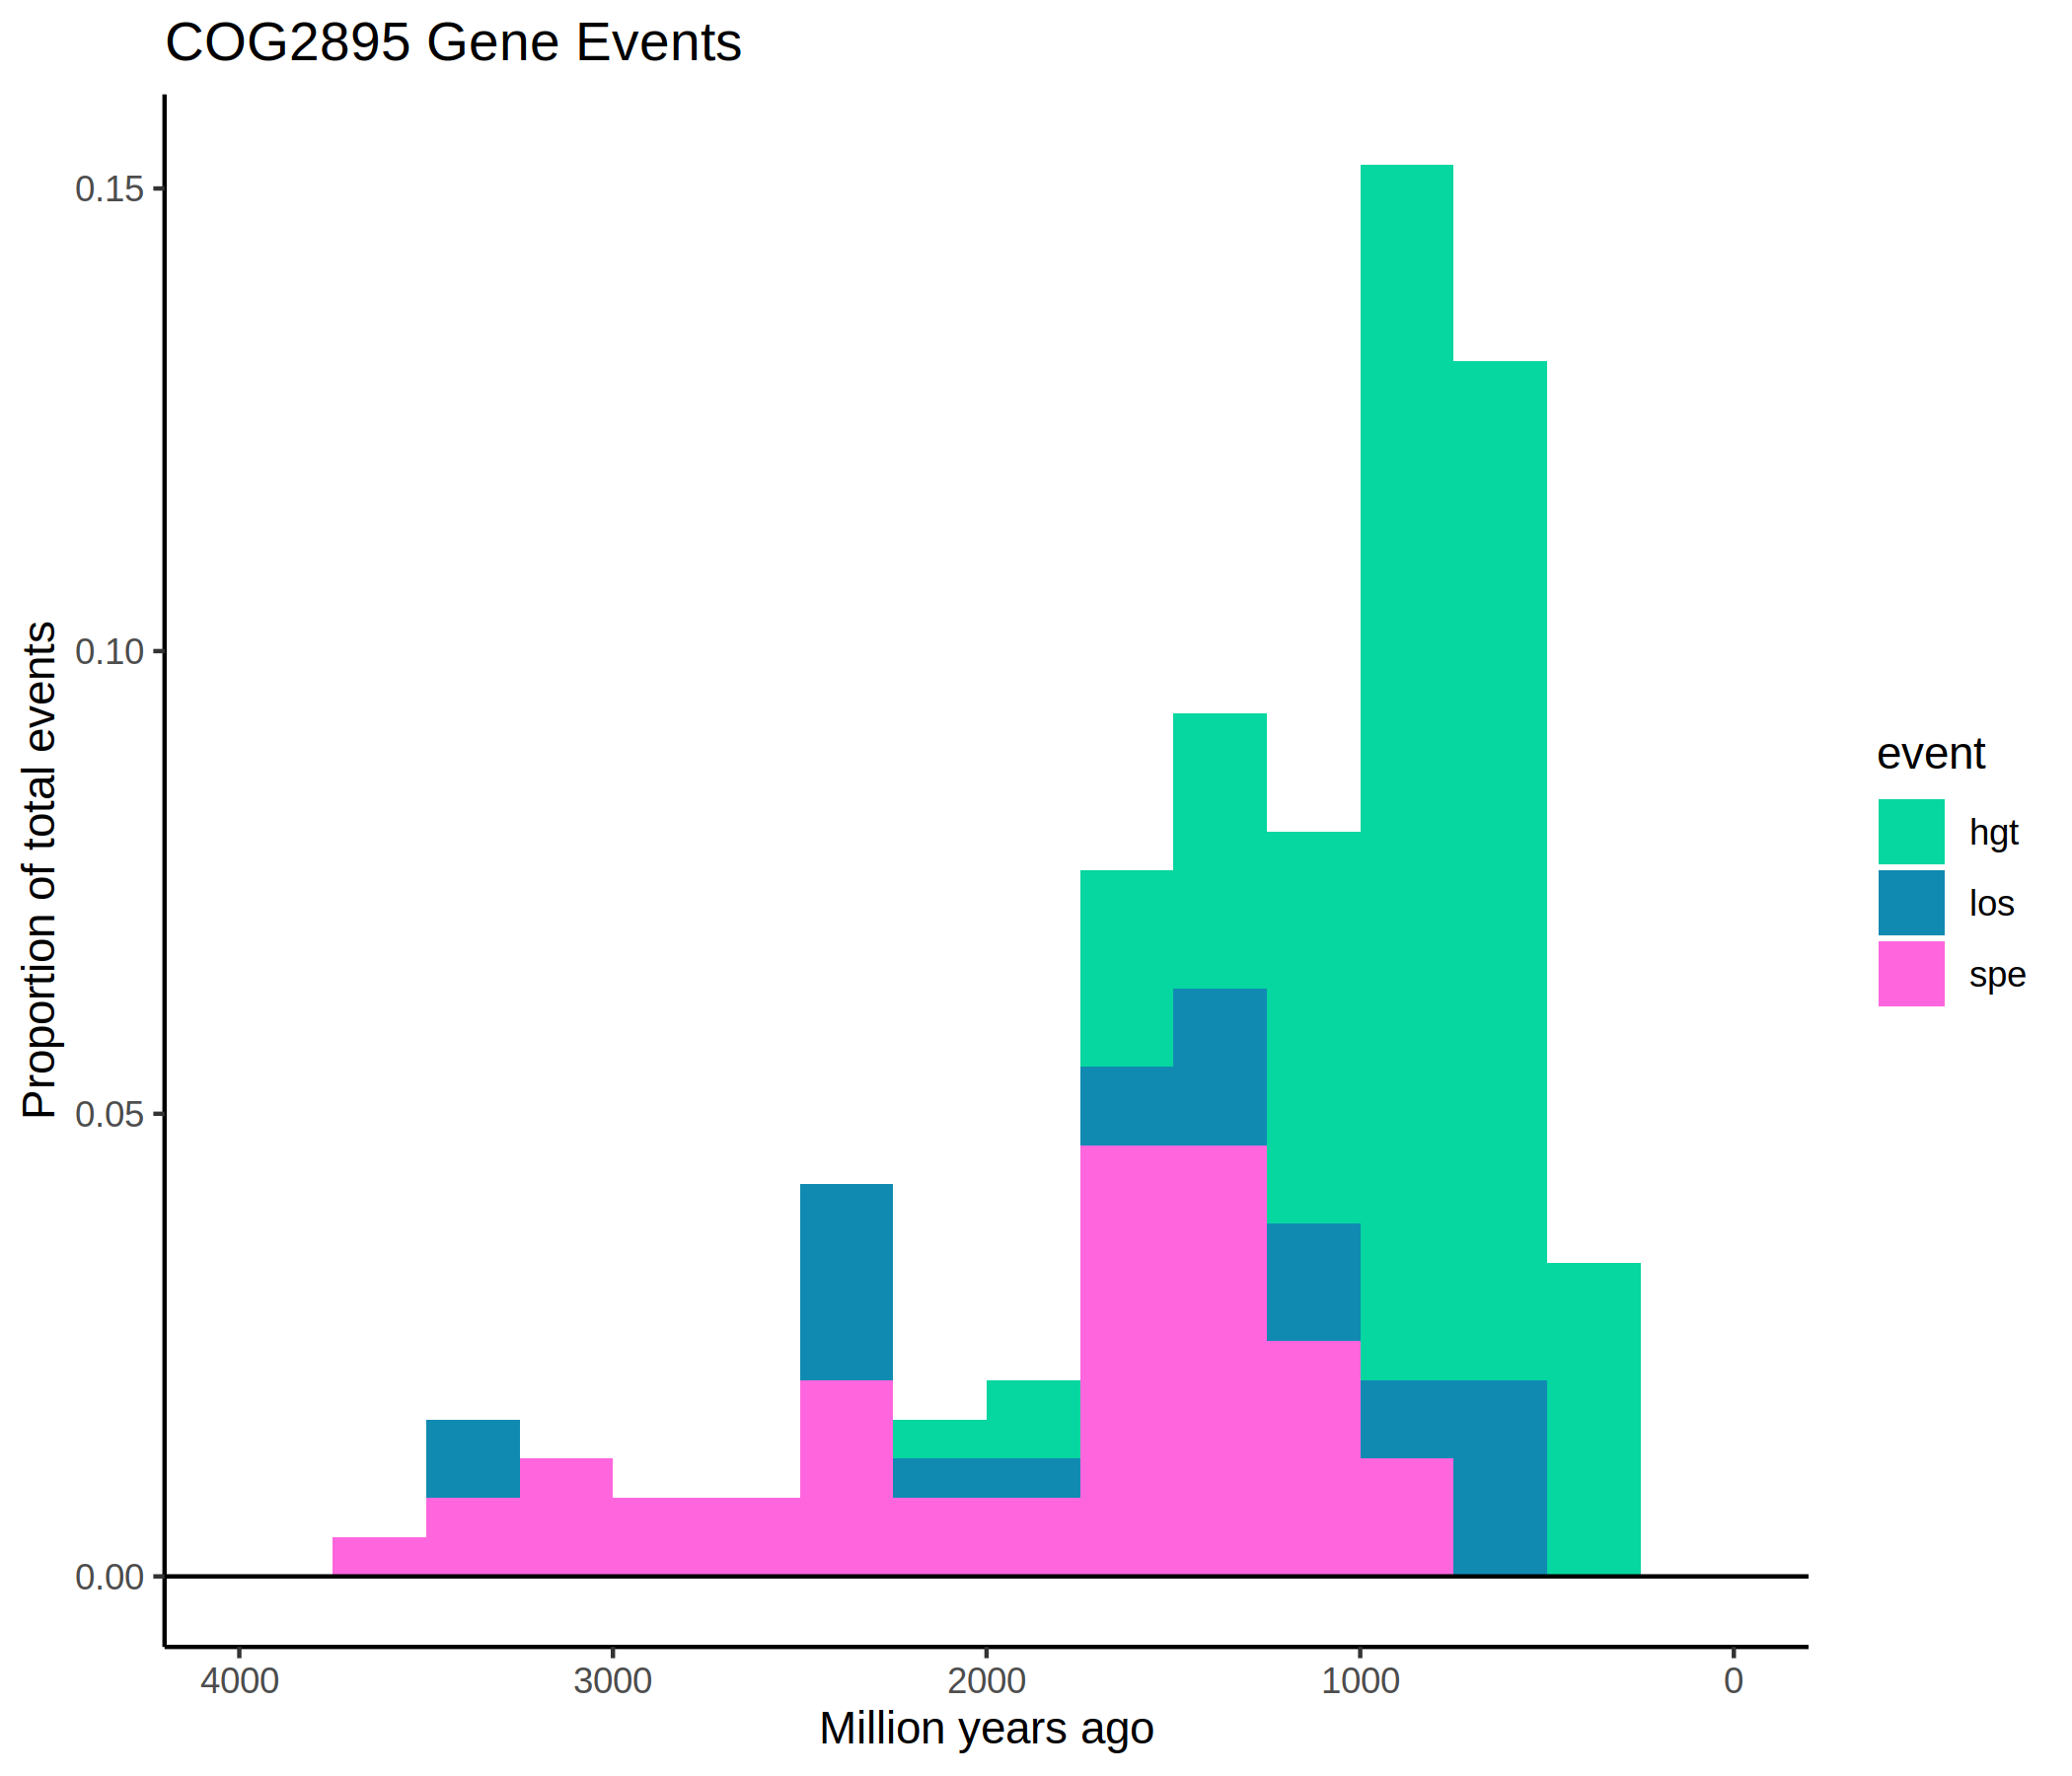 COG2895 Gene Events
Proportion of total events
0.15
0.10
0.05
0.00
4000 3000 2000 1000 0
Million years ago
event
hgt
los
spe